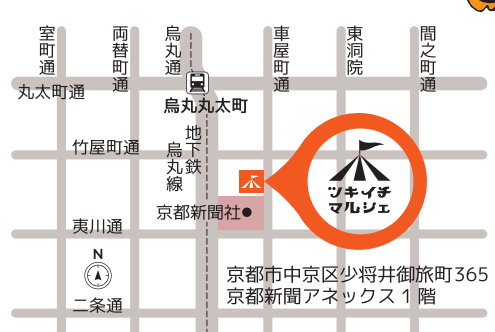 室町通
両替町通
烏丸通
車屋町通
東洞院
間之町通
丸太町通
烏丸丸太町
竹屋町通
地下鉄
烏丸線
ツキイチ
マルシェ
京都新聞社
夷川通
N
二条通
京都市中京区少将井御旅町365
京都新聞アネックス1階